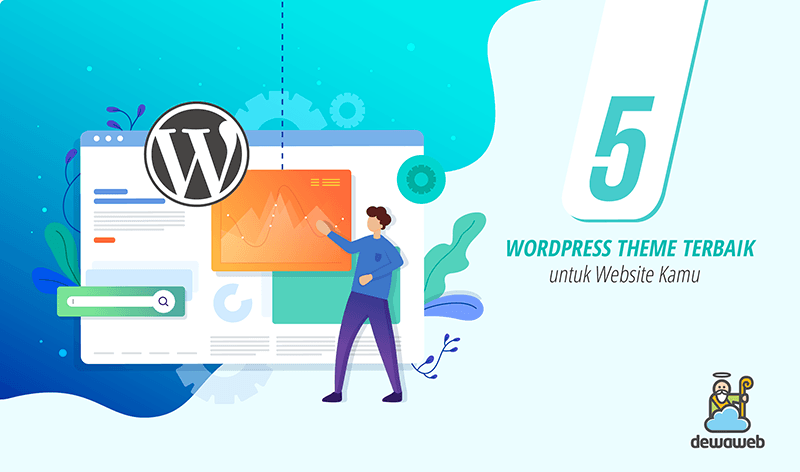 W
5
WORDPRESS THEME TERBAIK
untuk Website Kamu
dewaweb